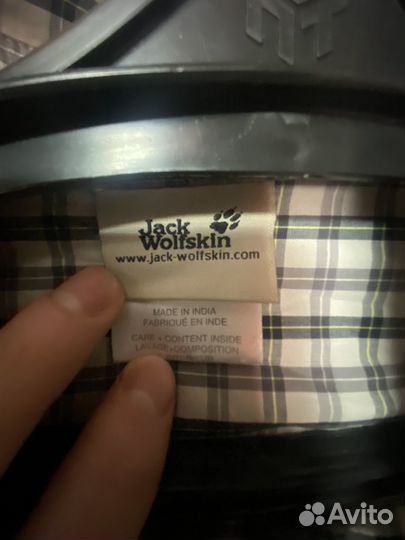 Jack
Wolfskin
www.jack-wolfskin.com
MADE IN INDIA
FABRIQUÉ EN INDE
CARE + CONTENT INSIDE
LAVAGE+COMPOSITION
Avito